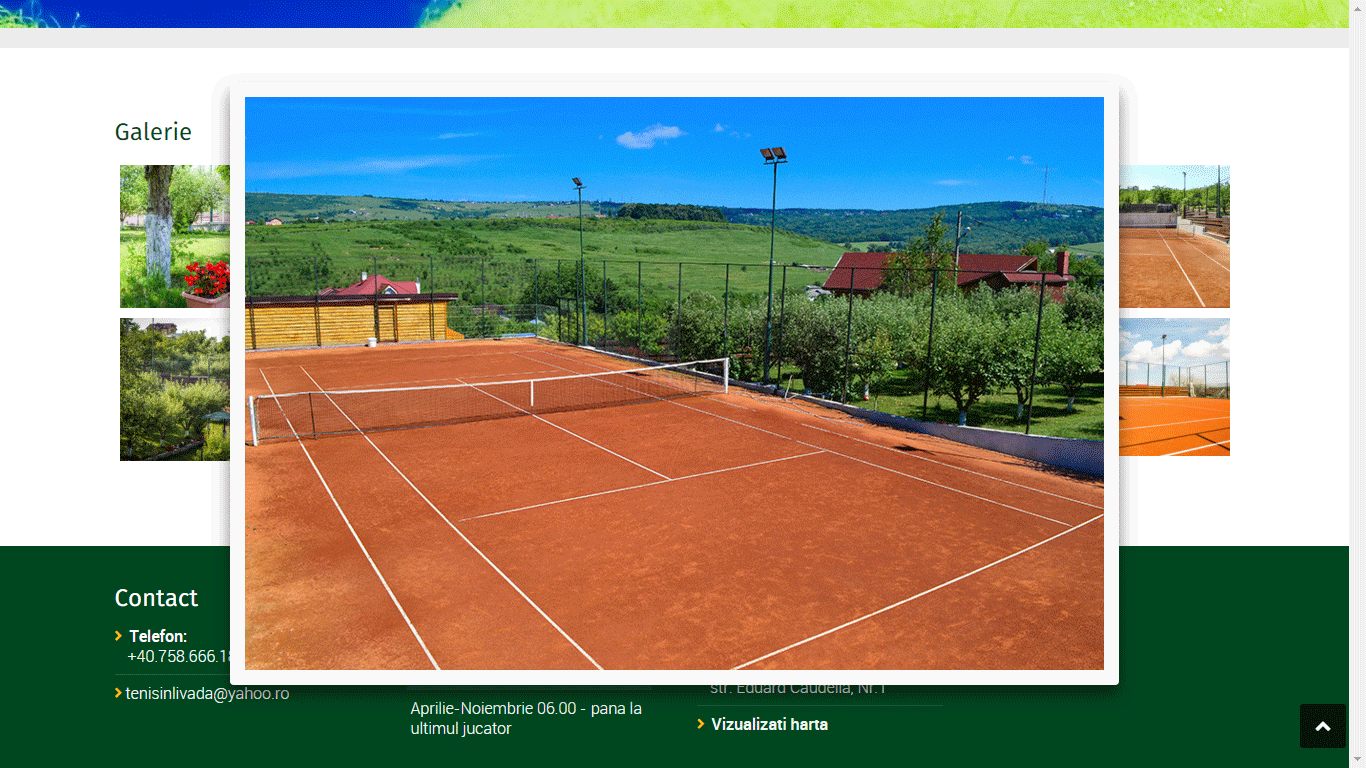 Galerie
Contact
Telefon:
+40.758.666.18
tenisinlivada@yahoo.ro
Aprilie-Noiembrie 06.00 - pana la
ultimul jucator
str. Eduard Caudella, Nr.1
Vizualizati harta